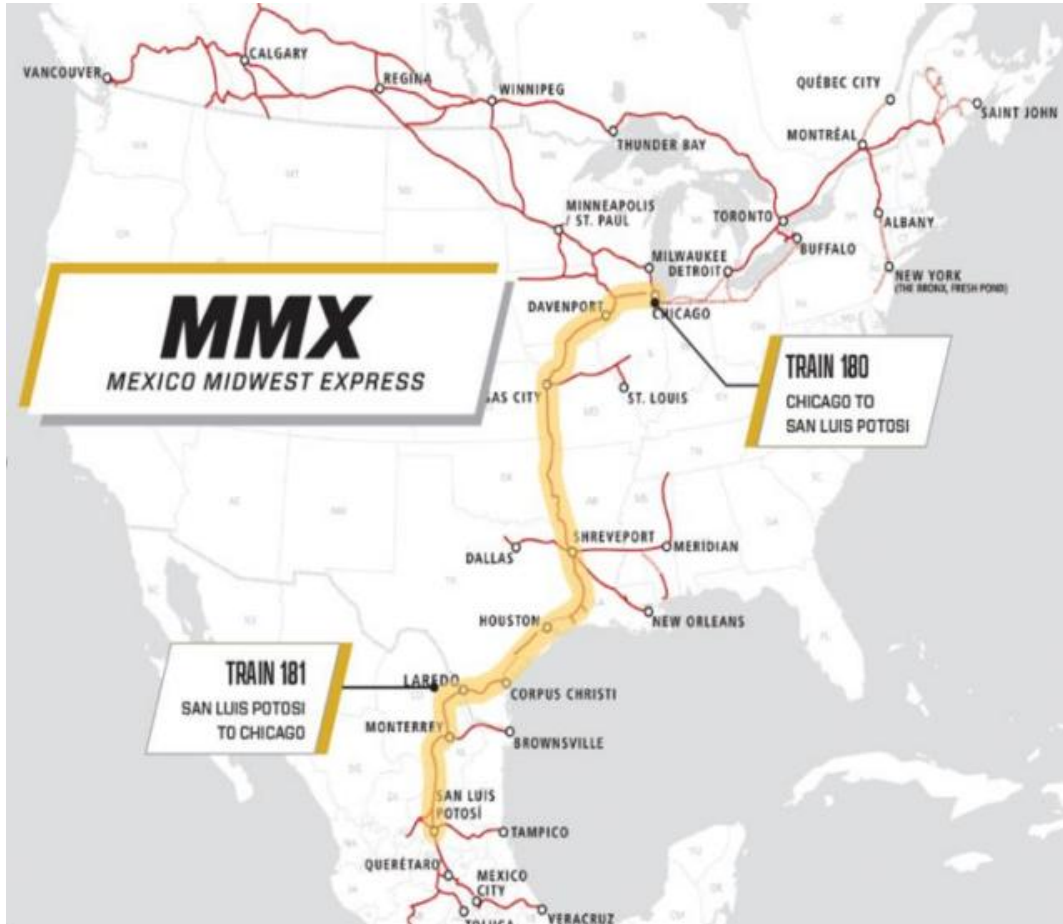 CALGARY
VANCOUVER
REGINA
WINNIPEG
QUÉBEC CITY
SAINT JOHN
THUNDER BAY
MONTRÉAL
MINNEAPOLIS
/ ST. PAUL
TORONTO
ALBANY
BUFFALO
MILWAUKEE
DETROIT
NEW YORK
(THE BRONX, FRESH POND)
MMX
MEXICO MIDWEST EXPRESS
DAVENPORT
CHICAGO
TRAIN 180
CHICAGO TO
SAN LUIS POTOSI
AS CITY
ST. LOUIS
SHREVEPORT
DALLAS
MERIDIAN
HOUSTON
NEW ORLEANS
TRAIN 181
SAN LUIS POTOSI
TO CHICAGO
LAREDO
CORPUS CHRISTI
MONTERREY
BROWNSVILLE
SAN LUIS
POTOSÍ
TAMPICO
QUERÉTARO
MEXICO
CITY
TOLUCA
VERACRUZ